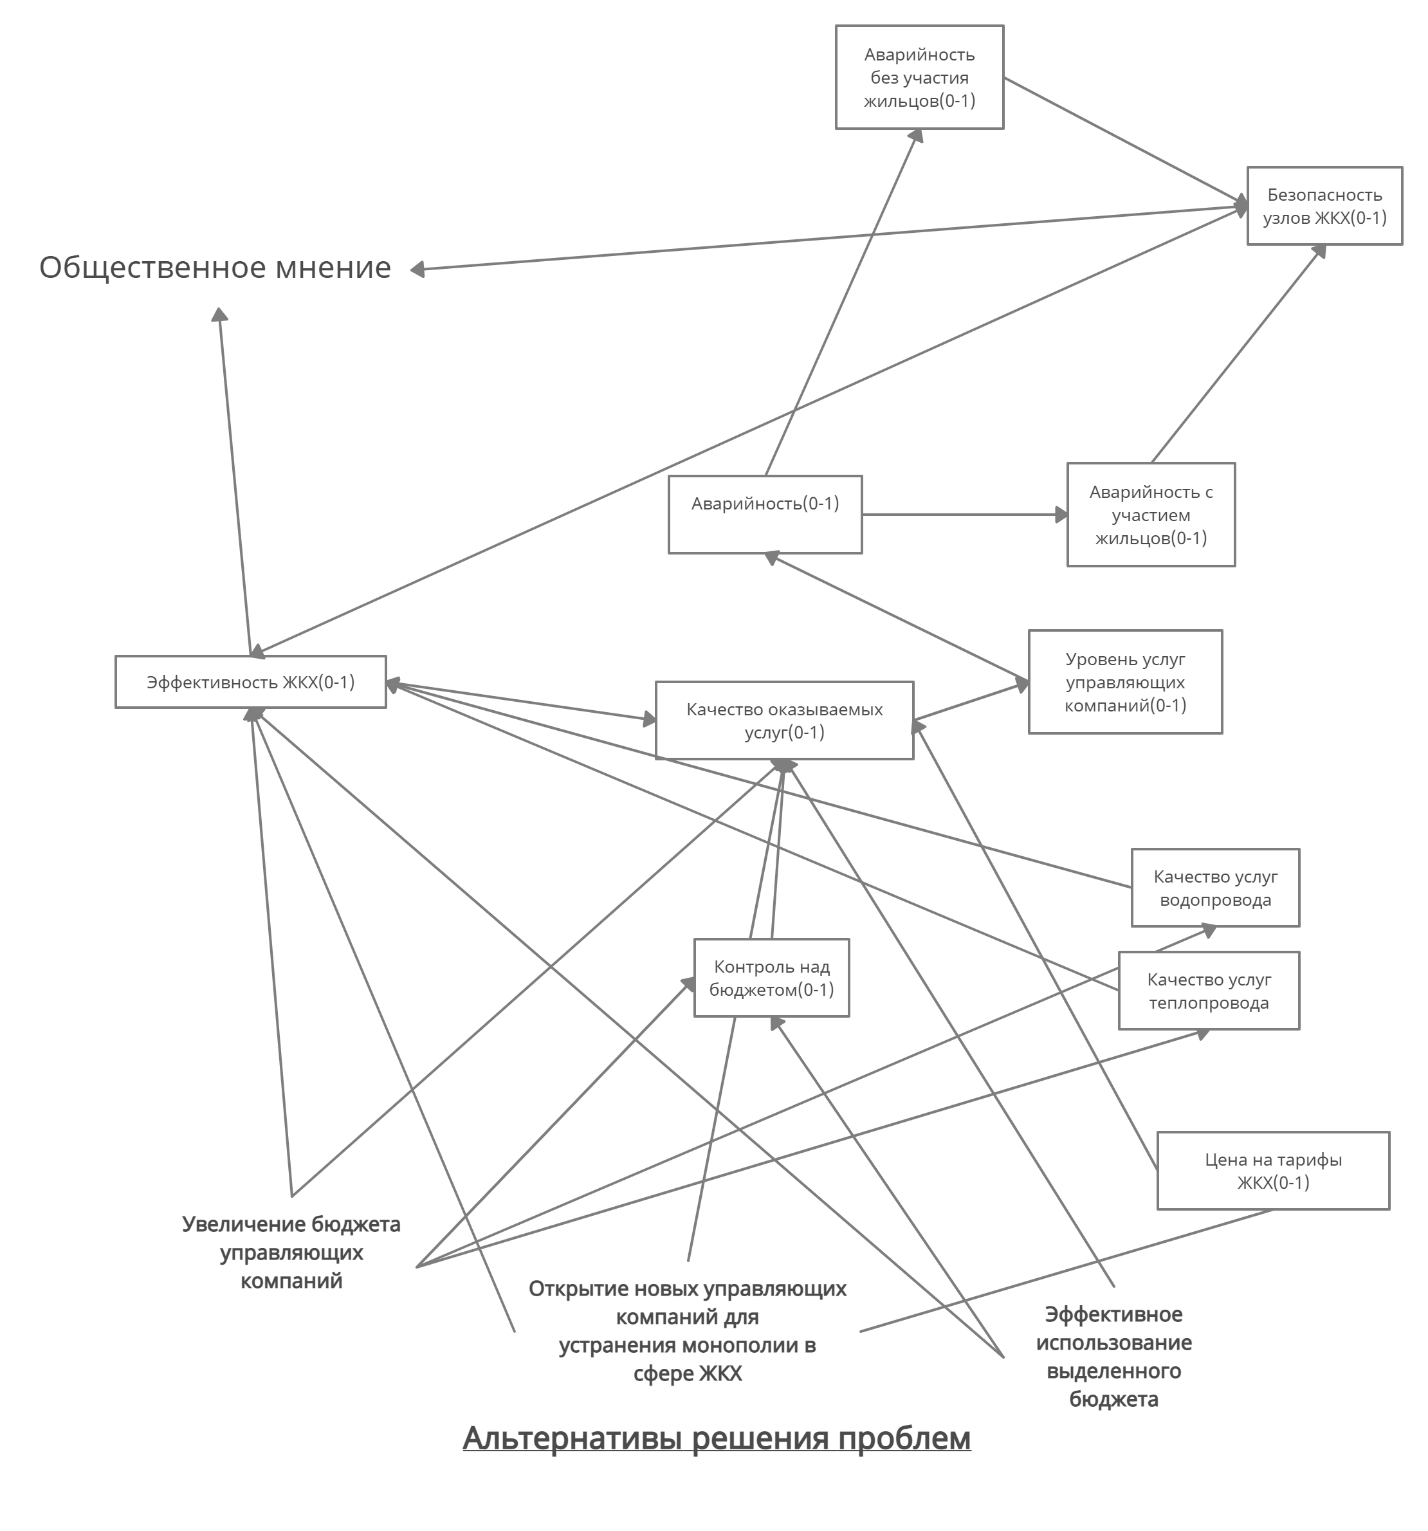 Аварийность
без участия
жильцов(0-1)
Безопасность
узлов ЖКХ(0-1)
Общественное мнение
Аварийность(0-1)
Аварийность с
участием
жильцов(0-1)
Эффективность ЖКХ(0-1)
Качество оказываемых
услуг(0-1)
Уровень услуг
управляющих
компаний(0-1)
Качество услуг
водопровода
Контроль над
бюджетом(0-1)
Качество услуг
теплопровода
Цена на тарифы
ЖКХ(0-1)
Увеличение бюджета
управляющих
компаний
Открытие новых управляющих
компаний для
устранения монополии в
сфере ЖКХ
Эффективное
использование
выделенного
бюджета
Альтернативы решения проблем